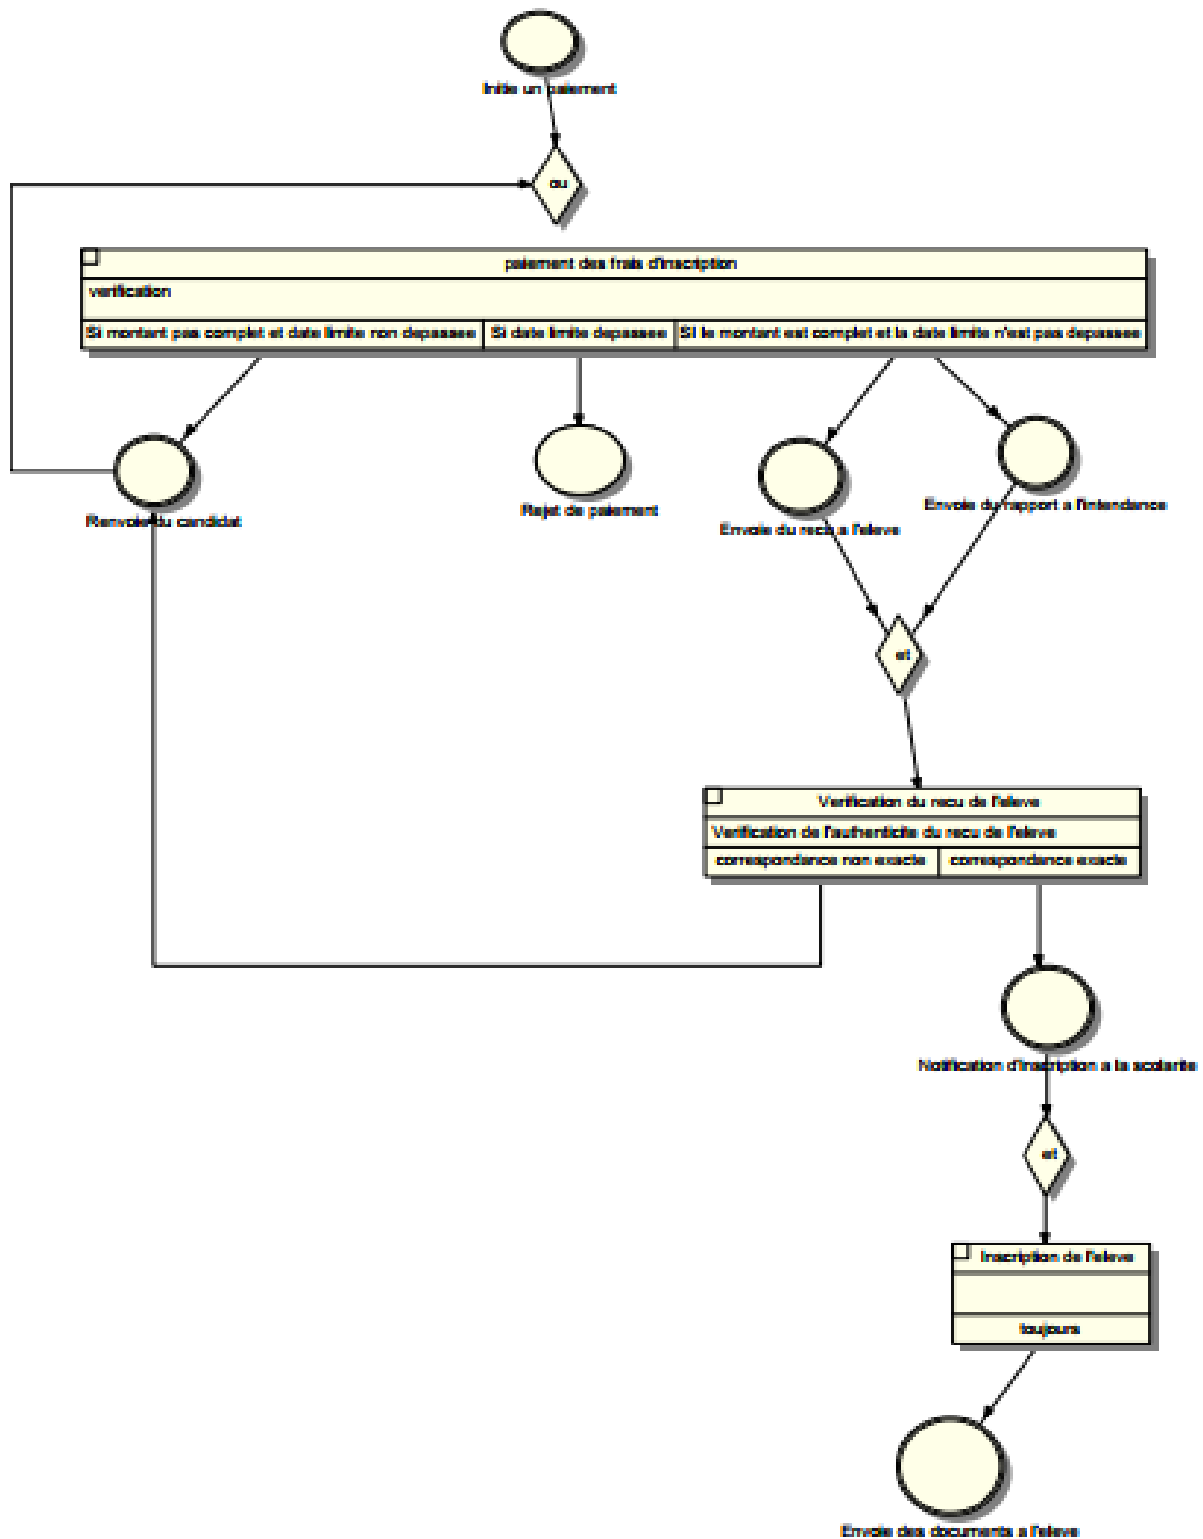 Initie un paiement
ou
paiement des frais d'inscription
verification
Si montant pas complet et date limite non depassee
Si date limite depassee
SI le montant est complet et la date limite n'est pas depassee
Renvoie du candidat
Rejet de paiement
Envoie du recu a l'eleve
Envoie du rapport a l'intendance
et
Verification du recu de l'eleve
Verification de l'authenticite du recu de l'eleve
correspondance non exacte
correspondance exacte
Notification d'inscription a la scolarite
et
Inscription de l'eleve
toujours
Envoie des documents a l'eleve